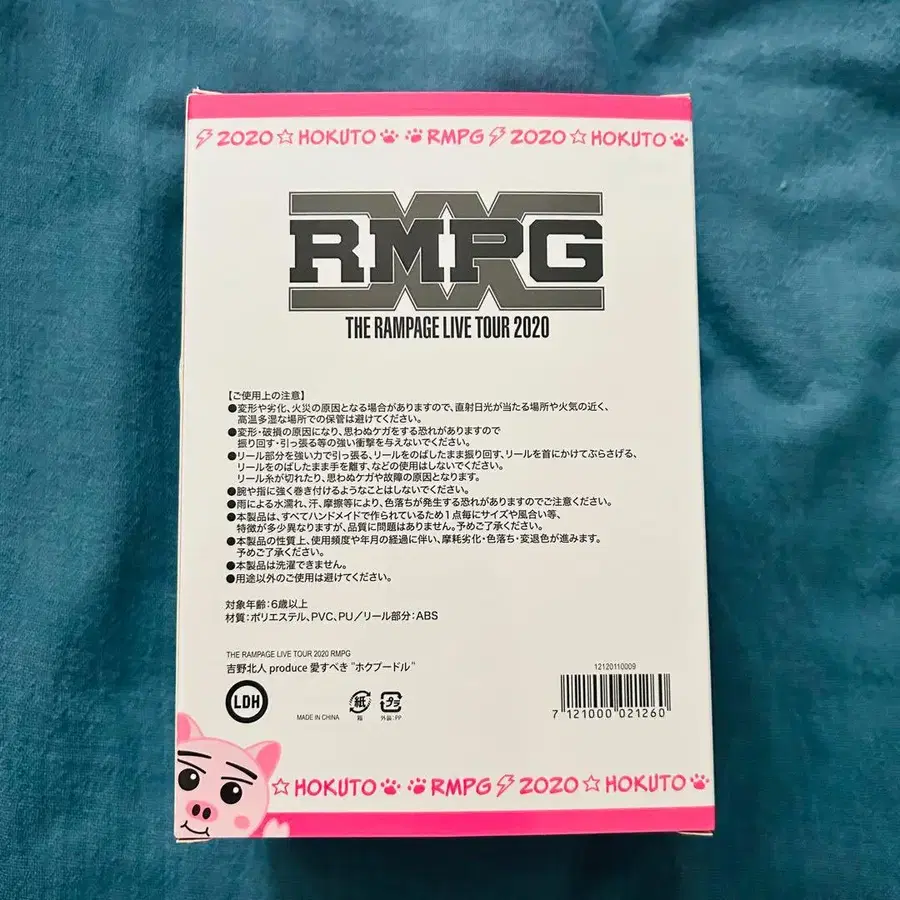 2020☆HOKUTO RMPG 2020☆HOKUTO
RMPG
THE RAMPAGE LIVE TOUR 2020
【ご使用上の注意】
●変形や劣化、火災の原因となる場合がありますので、直射日光が当たる場所や火気の近く、
高温多湿な場所での保管は避けてください。
●変形・破損の原因になり、思わぬケガをする恐れがありますので
振り回す・引っ張る等の強い衝撃を与えないでください。
●リール部分を強い力で引っ張る、リールをのばしたまま振り回す、リールを首にかけてぶらさげる、
リールをのばしたまま手を離す、などの使用はしないでください。
リール糸が切れたり、思わぬケガや故障の原因となります。
●腕や指に強く巻き付けるようなことはしないでください。
●雨による水濡れ、汗、摩擦等により、色落ちが発生する恐れがありますのでご注意ください。
●本製品は、すべてハンドメイドで作られているため1点毎にサイズや風合い等、
特徴が多少異なりますが、品質に問題はありません。予めご了承ください。
●本製品の性質上、使用頻度や年月の経過に伴い、摩耗劣化・色落ち・変退色が進みます。
予めご了承ください。
●本製品は洗濯できません。
●用途以外のご使用は避けてください。
対象年齢:6歳以上
材質:ポリエステル、PVC、PU/リール部分:ABS
THE RAMPAGE LIVE TOUR 2020 RMPG
吉野北人 produce 愛すべき "ホクプードル"
LDH
MADE IN CHINA
紙
箱
プラ
外装:PP
12120110009
7 121000 021260
☆HOKUTO RMPG 2020☆HOKUTO